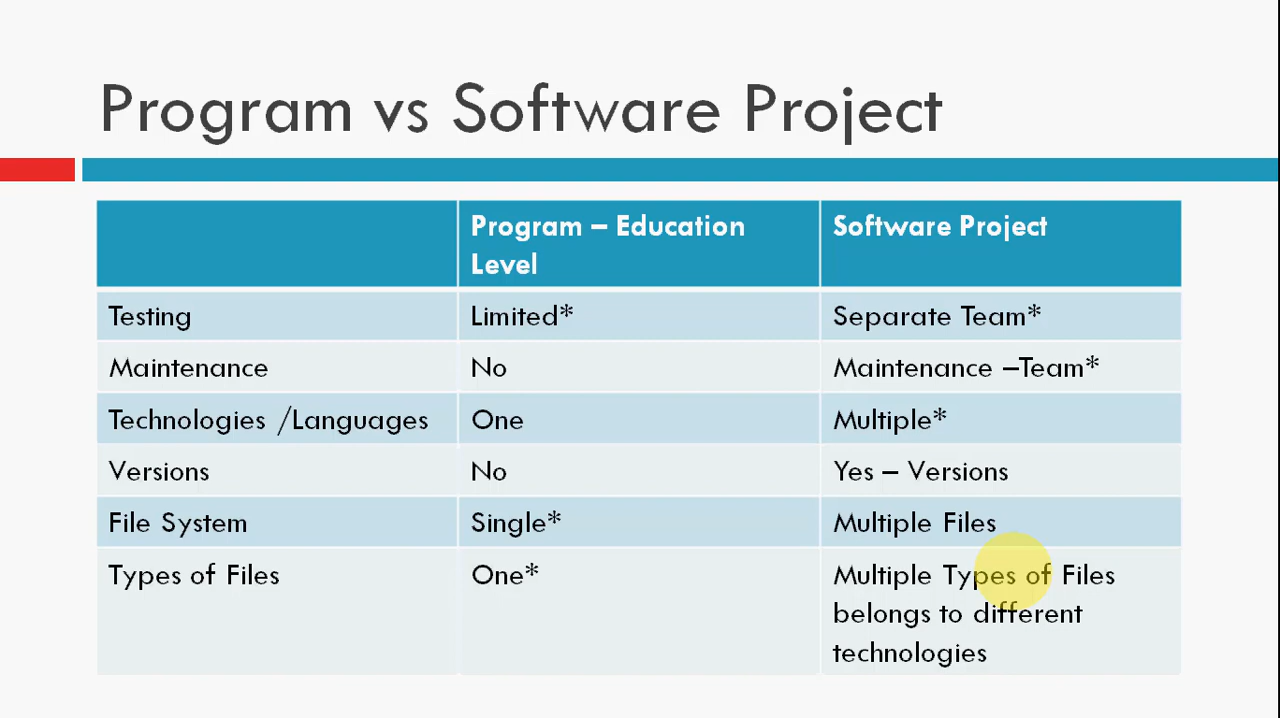 Program vs Software Project
Program – Education Level
Software Project
Testing
Limited*
Separate Team*
Maintenance
No
Maintenance –Team*
Technologies /Languages
One
Multiple*
Versions
No
Yes – Versions
File System
Single*
Multiple Files
Types of Files
One*
Multiple Types of Files
belongs to different
technologies